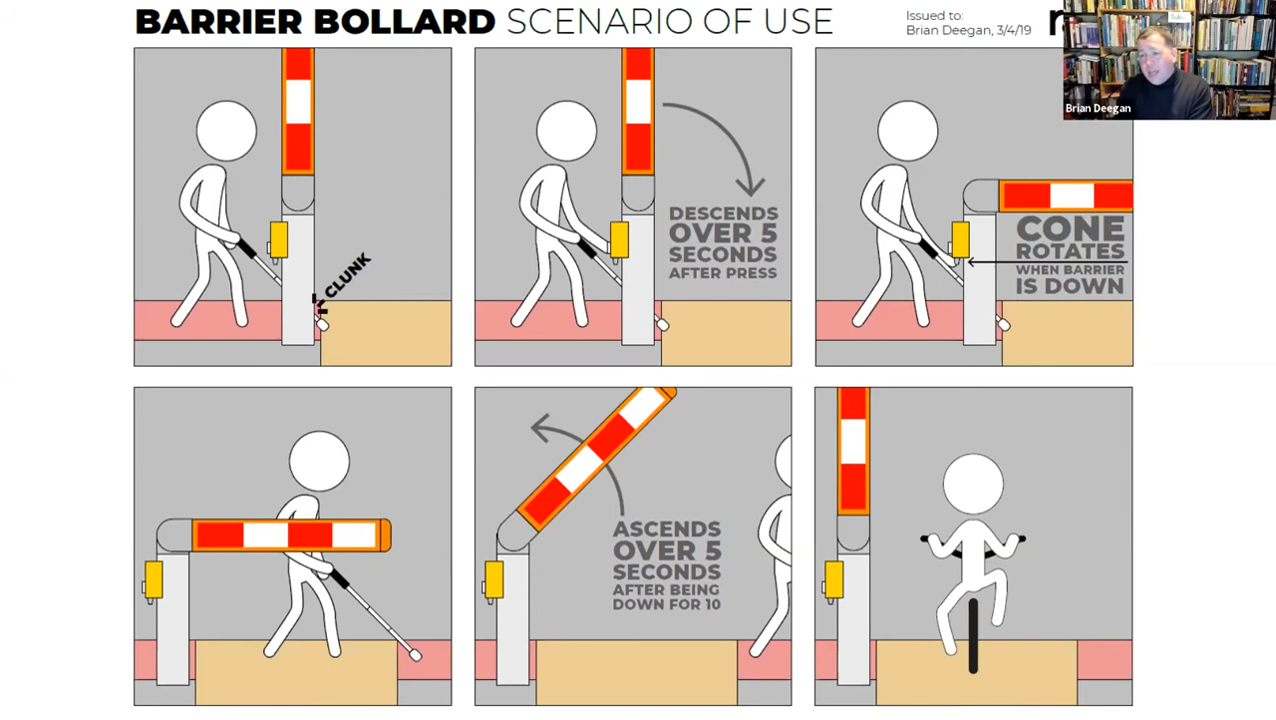 BARRIER BOLLARD SCENARIO OF USE
Issued to:
Brian Deegan, 3/4/19
Brian Deegan
CLUNK
DESCENDS
OVER 5
SECONDS
AFTER PRESS
CONE
ROTATES
WHEN BARRIER
IS DOWN
ASCENDS
OVER 5
SECONDS
AFTER BEING
DOWN FOR 10